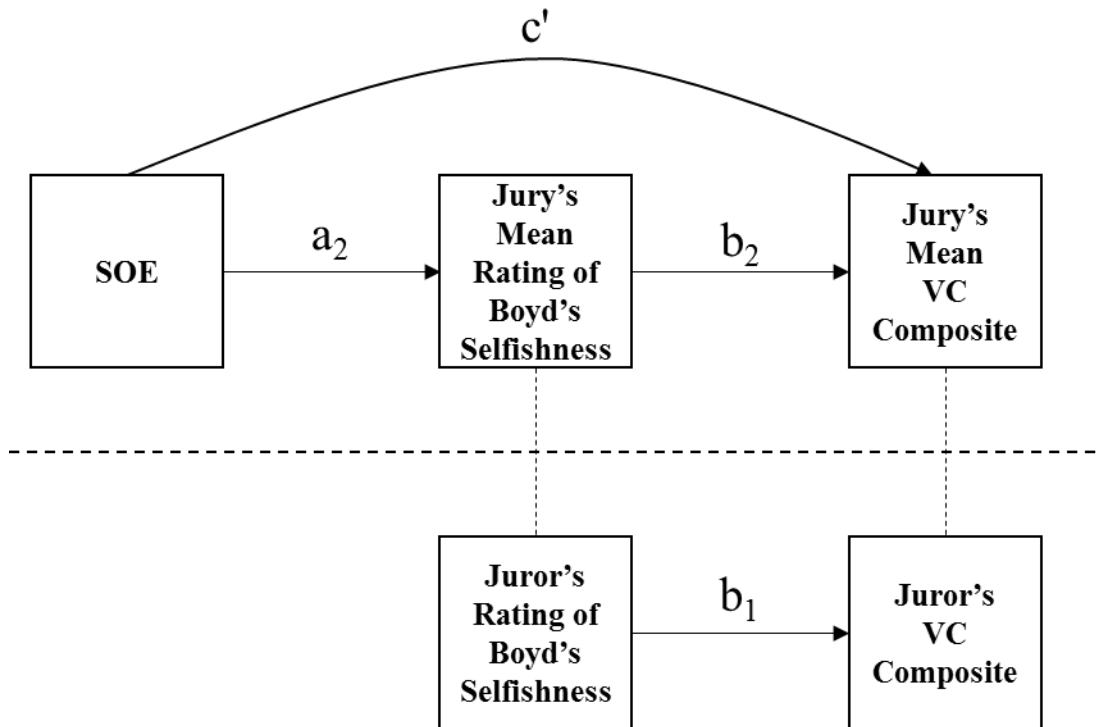 c'
SOE
a₂
Jury’s
Mean
Rating of
Boyd’s
Selfishness
b₂
Jury’s
Mean
VC
Composite
Juror’s
Rating of
Boyd’s
Selfishness
b₁
Juror’s
VC
Composite